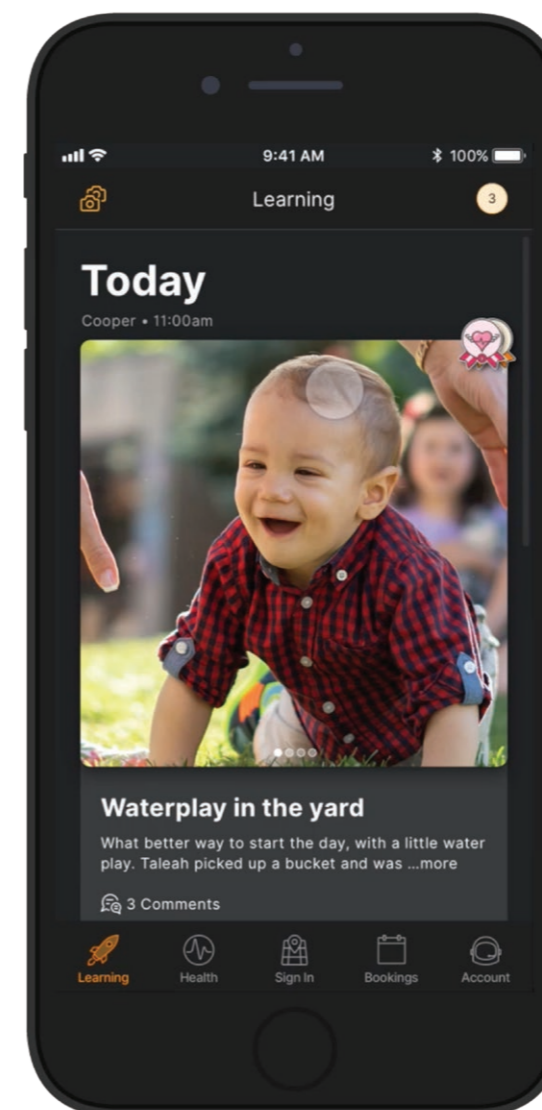 9:41 AM
100%
Learning
3
Today
Cooper • 11:00am
Waterplay in the yard
What better way to start the day, with a little water
play. Taleah picked up a bucket and was ...more
3 Comments
Learning
Health
Sign In
Bookings
Account